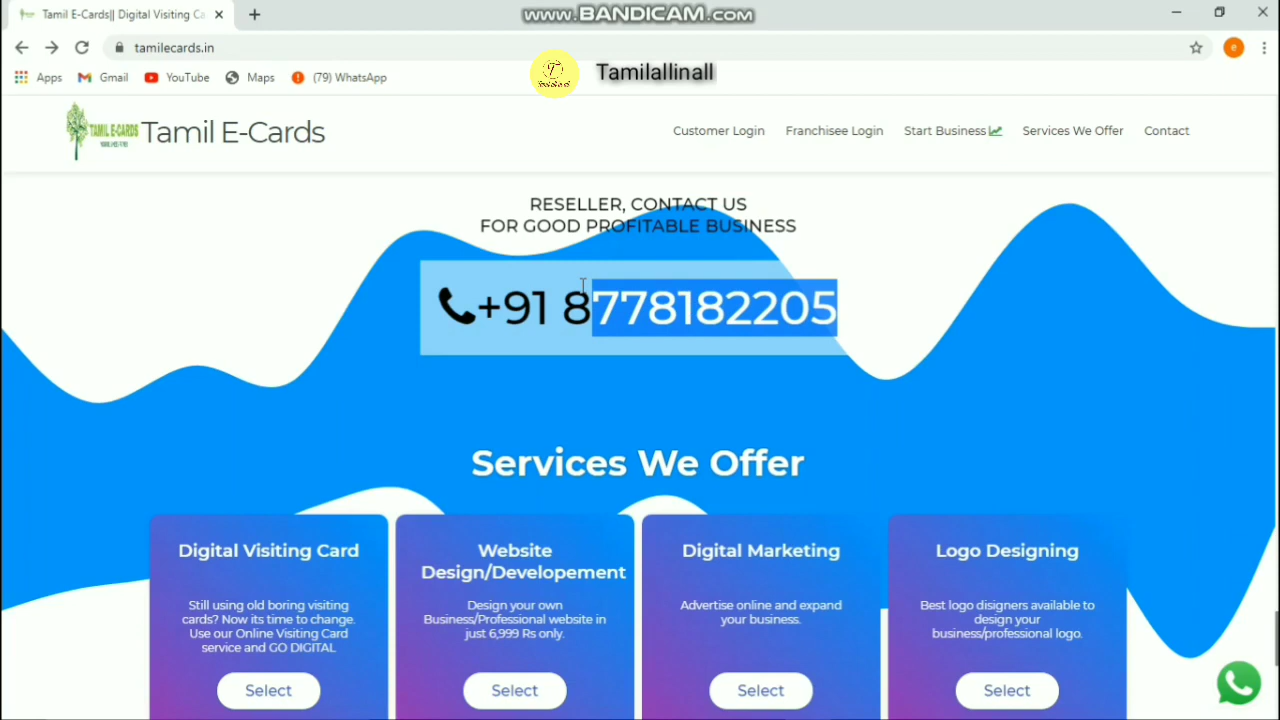 Tamil E-Cards|| Digital Visiting Ca
www.BANDICAM.com
tamilecards.in
e
Apps
Gmail
YouTube
Maps
(79) WhatsApp
Tamilallinall
TAMIL E-CARDS
Tamil E-Cards
Customer Login
Franchisee Login
Start Business
Services We Offer
Contact
RESELLER, CONTACT US
FOR GOOD PROFITABLE BUSINESS
+91 8778182205
Services We Offer
Digital Visiting Card
Still using old boring visiting
cards? Now its time to change.
Use our Online Visiting Card
service and GO DIGITAL
Select
Website
Design/Developement
Design your own
Business/Professional website in
just 6,999 Rs only.
Select
Digital Marketing
Advertise online and expand
your business.
Select
Logo Designing
Best logo disigners available to
design your
business/professional logo.
Select